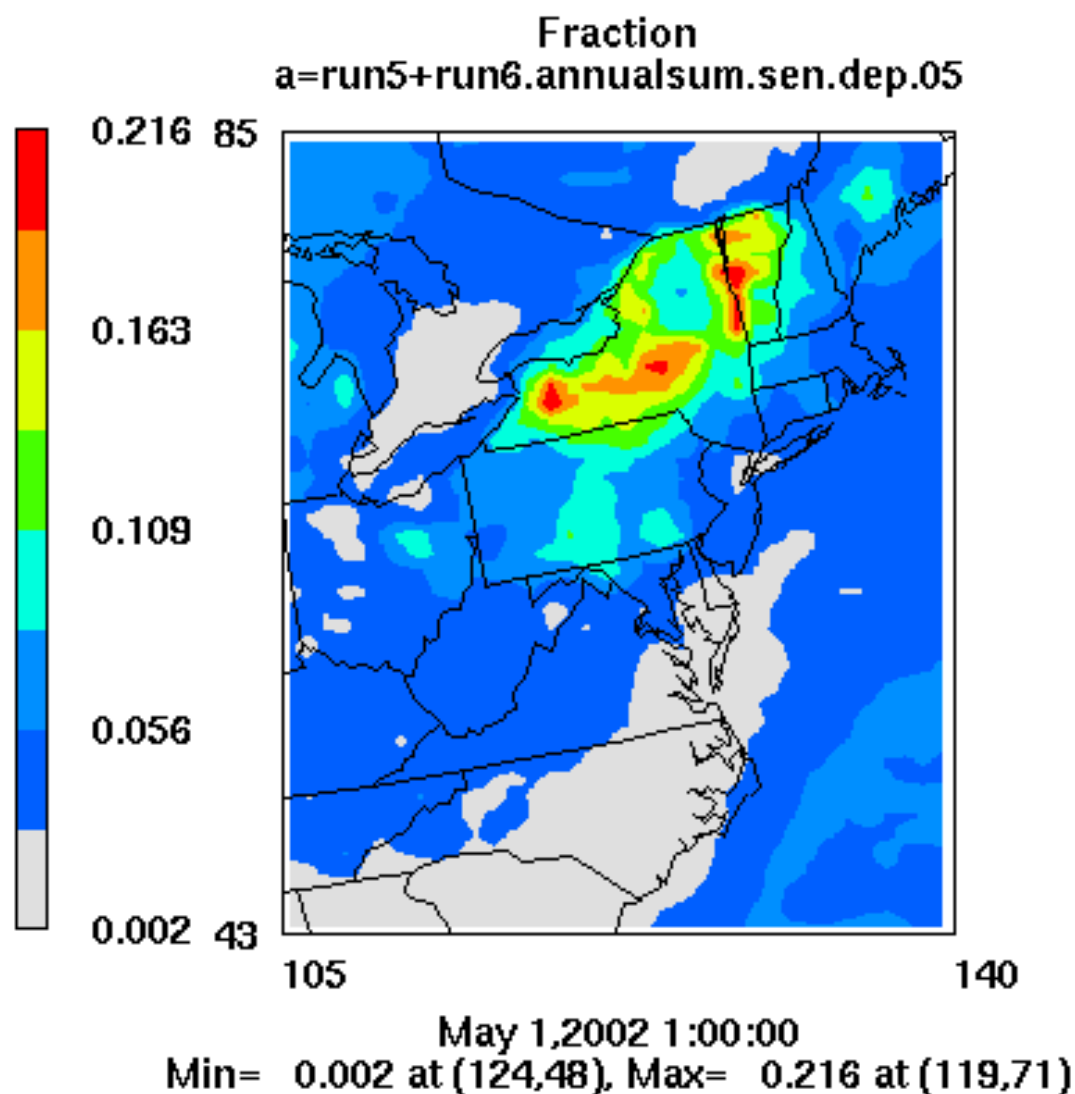 Fraction
a=run5+run6.annualsum.sen.dep.05
0.216 85
0.163
0.109
0.056
0.002 43
105 140
May 1,2002 1:00:00
Min= 0.002 at (124,48), Max= 0.216 at (119,71)